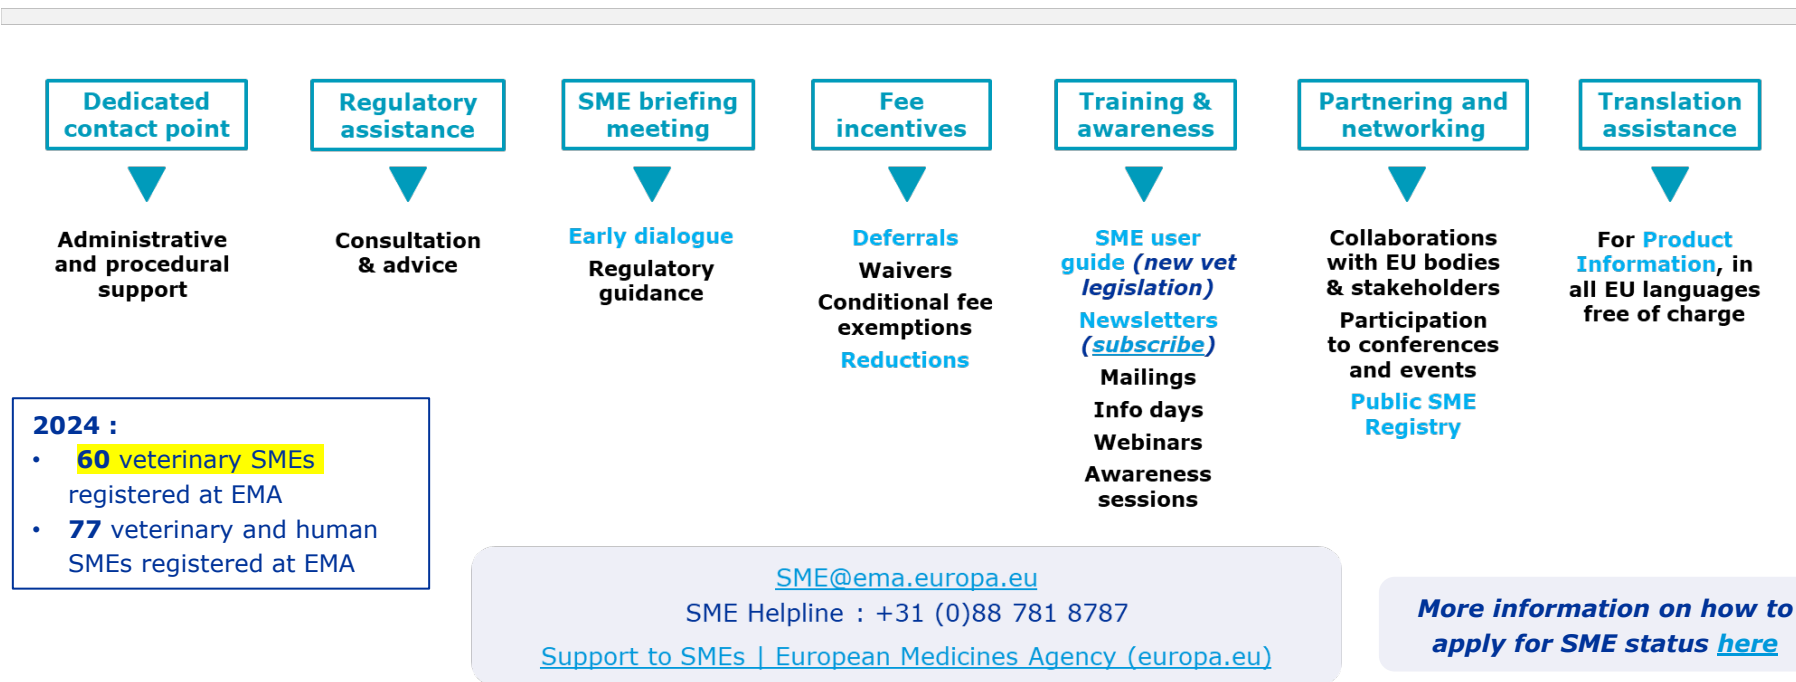 Dedicated
contact point
Administrative
and procedural
support
Regulatory
assistance
Consultation
& advice
SME briefing
meeting
Early dialogue
Regulatory
guidance
Fee
incentives
Deferrals
Waivers
Conditional fee
exemptions
Reductions
Training &
awareness
SME user
guide (new vet
legislation)
Newsletters
(subscribe)
Mailings
Info days
Webinars
Awareness
sessions
Partnering and
networking
Collaborations
with EU bodies
& stakeholders
Participation
to conferences
and events
Public SME
Registry
Translation
assistance
For Product
Information, in
all EU languages
free of charge
2024 :
• 60 veterinary SMEs
registered at EMA
• 77 veterinary and human
SMEs registered at EMA
SME@ema.europa.eu
SME Helpline : +31 (0)88 781 8787
Support to SMEs | European Medicines Agency (europa.eu)
More information on how to
apply for SME status here